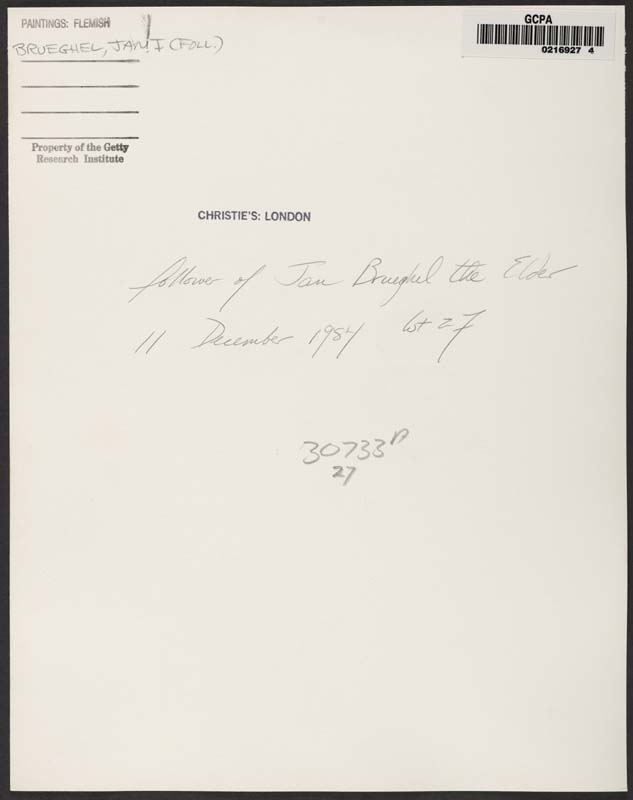 PAINTINGS: FLEMISH
BRUEGHEL, JAN I (FOLL.)
GCPA
0216927 4
Property of the Getty
Research Institute
CHRISTIE'S: LONDON
follower of Jan Brueghel the Elder
11 December 1984 lot 27
30733 D
27